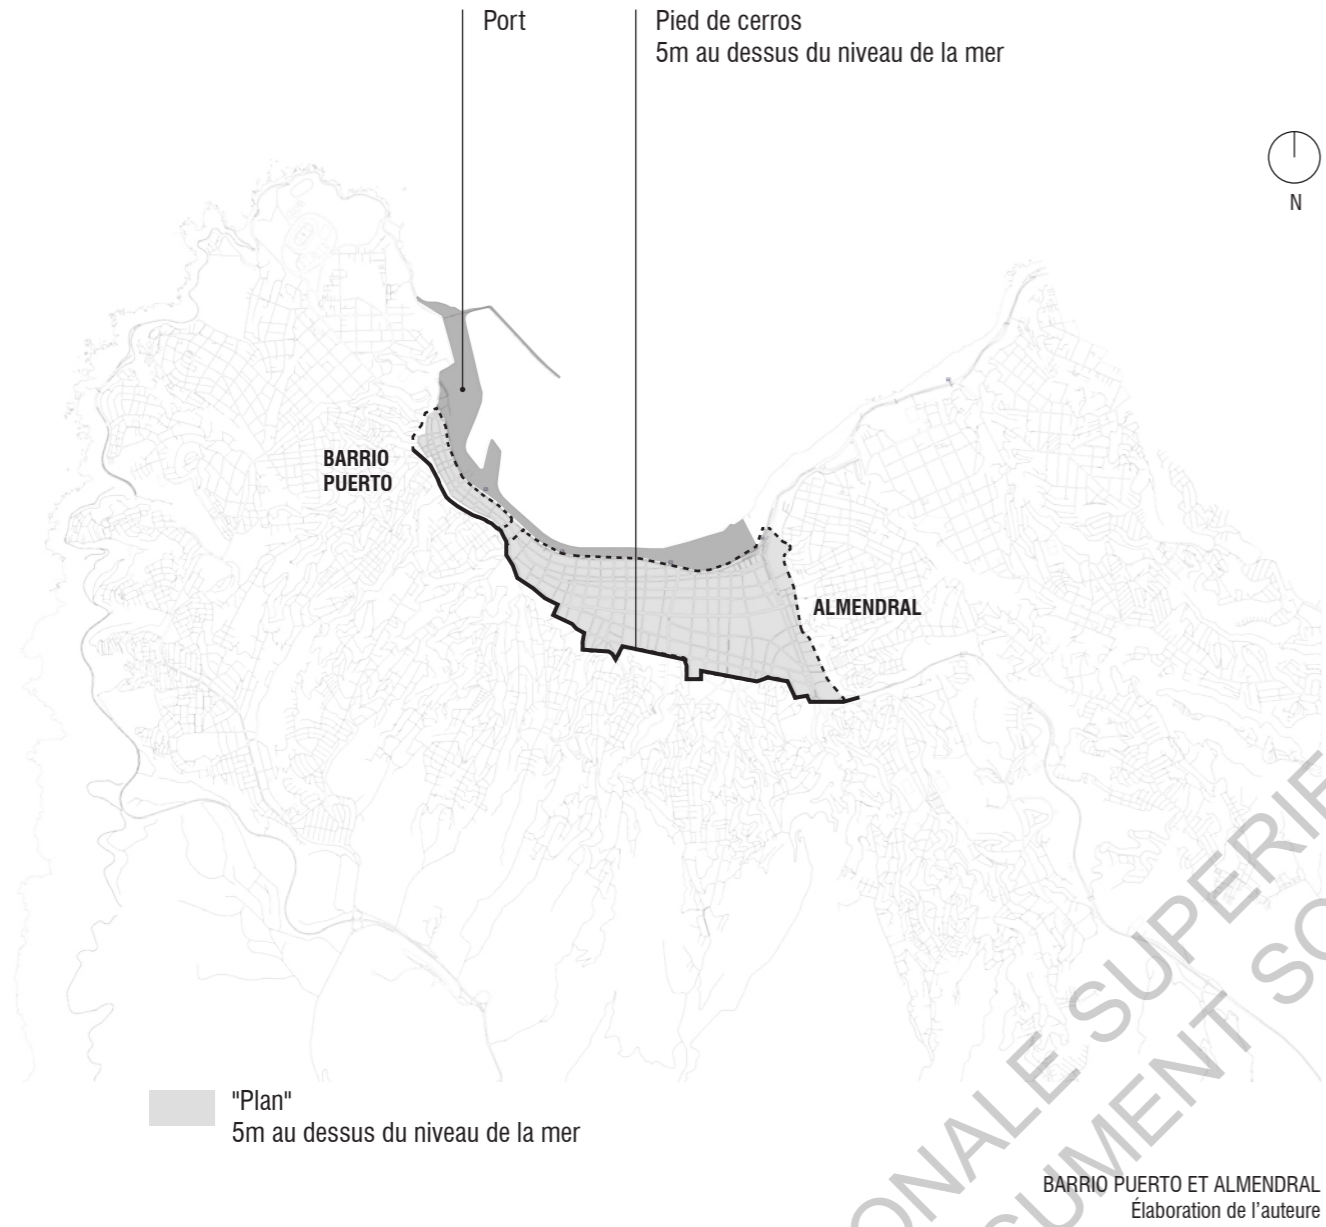 Port
Pied de cerros
5m au dessus du niveau de la mer
N
BARRIO
PUERTO
ALMENDRAL
"Plan"
5m au dessus du niveau de la mer
BARRIO PUERTO ET ALMENDRAL
Élaboration de l'auteure